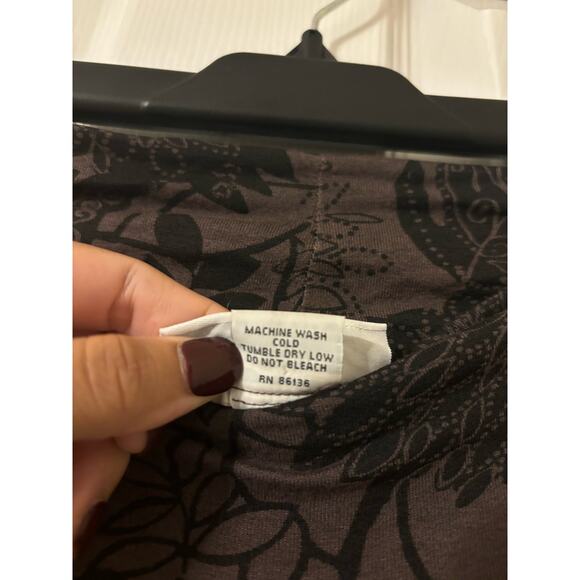 MACHINE WASH
COLD
TUMBLE DRY LOW
DO NOT BLEACH
RN 86136